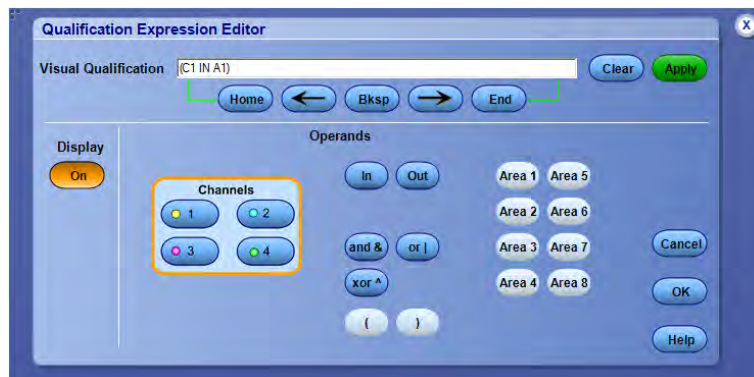 Qualification Expression Editor
X
Visual Qualification (C1 IN A1) Clear Apply
Home Bksp End
Display Operands
On
Channels
1 2
3 4
In Out
and & or |
xor ^
( )
Area 1 Area 5
Area 2 Area 6
Area 3 Area 7
Area 4 Area 8
Cancel
OK
Help